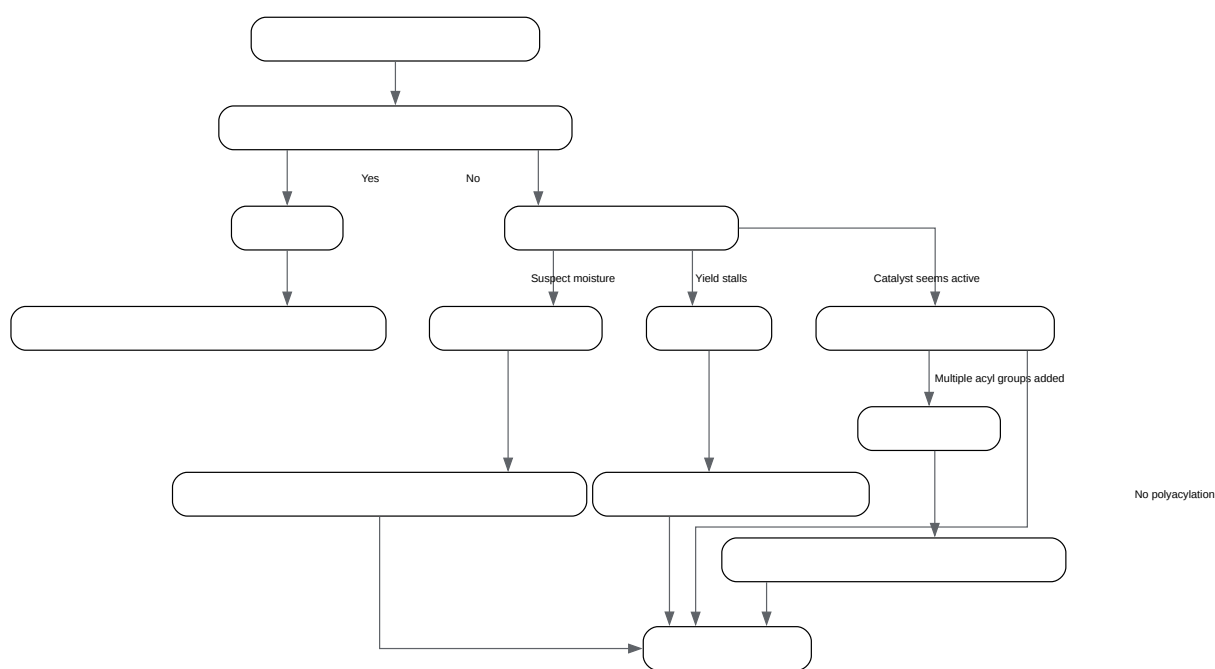 Yes
No
Suspect moisture
Yield stalls
Catalyst seems active
Multiple acyl groups added
No polyacylation